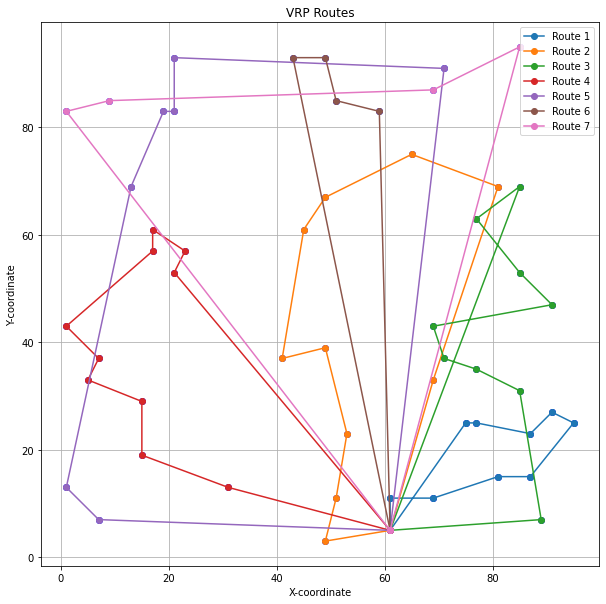 VRP Routes
Route 1
Route 2
Route 3
Route 4
Route 5
Route 6
Route 7
Y-coordinate
80
60
40
20
0
0
20
40
60
80
X-coordinate